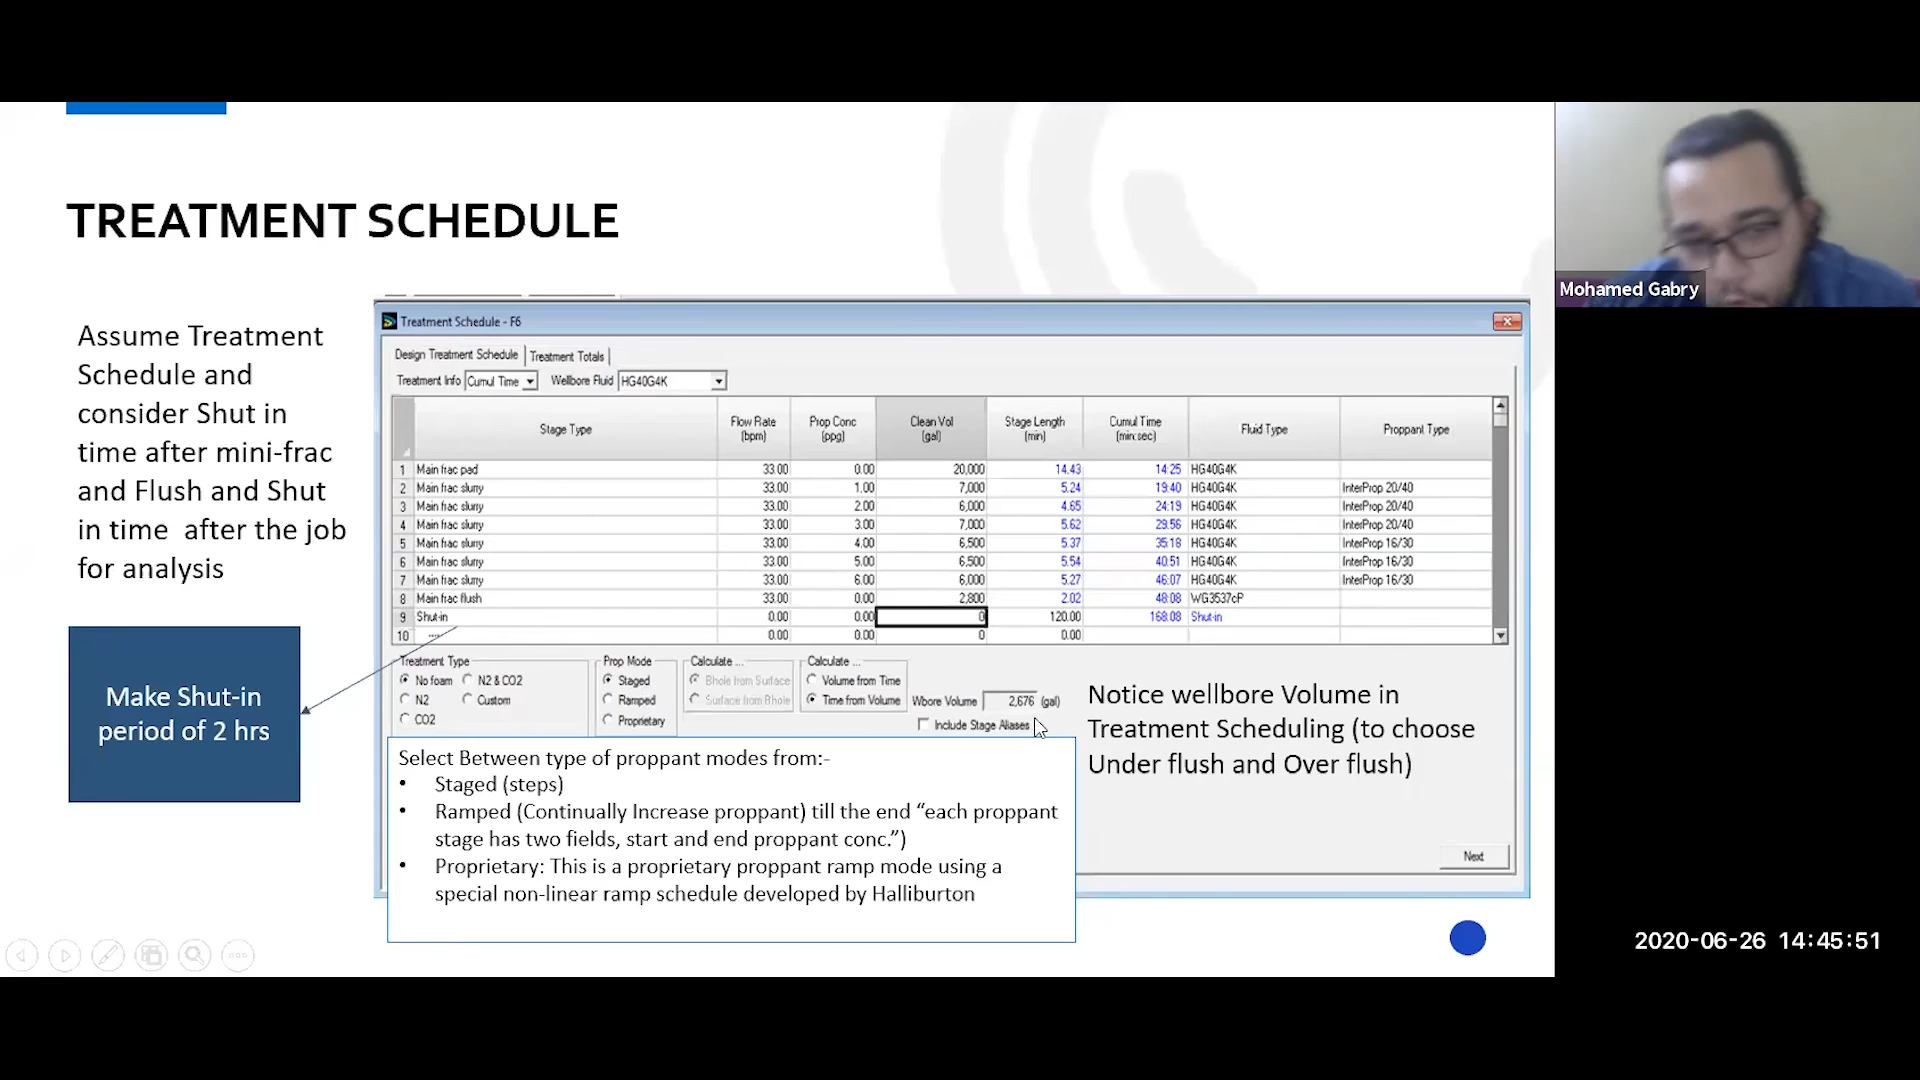 TREATMENT SCHEDULE
Assume Treatment
Schedule and
consider Shut in
time after mini-frac
and Flush and Shut
in time after the job
for analysis
Make Shut-in
period of 2 hrs
Treatment Schedule - F6
Design Treatment Schedule Treatment Totals
Treatment Info Cumul Time Wellbore Fluid HG40G4K
Stage Type Flow Rate (bpm) Prop Conc (ppg) Clean Vol (gal) Stage Length (min) Cumul Time (min:sec) Fluid Type Proppant Type
1 Main frac pad 33.00 0.00 20,000 14.43 14:25 HG40G4K
2 Main frac slurry 33.00 1.00 7,000 5.24 19:40 HG40G4K InterProp 20/40
3 Main frac slurry 33.00 2.00 6,000 4.65 24:19 HG40G4K InterProp 20/40
4 Main frac slurry 33.00 3.00 7,000 5.62 29:56 HG40G4K InterProp 20/40
5 Main frac slurry 33.00 4.00 6,500 5.37 35:18 HG40G4K InterProp 16/30
6 Main frac slurry 33.00 5.00 6,500 5.54 40:51 HG40G4K InterProp 16/30
7 Main frac slurry 33.00 6.00 6,000 5.27 46:07 HG40G4K InterProp 16/30
8 Main frac flush 33.00 0.00 2,800 2.02 48:08 WG3537cP
9 Shut-in 0.00 0.00 0 120.00 168:08 Shut-in
10 .... 0.00 0.00 0 0.00
Treatment Type Prop Mode Calculate ... Calculate ...
No foam N2 & CO2 Staged Bhole from Surface Volume from Time
N2 Custom Ramped Surface from Bhole Time from Volume Wbore Volume 2,676 (gal)
CO2 Proprietary Include Stage Aliases
Select Between type of proppant modes from:-
• Staged (steps)
• Ramped (Continually Increase proppant) till the end “each proppant
stage has two fields, start and end proppant conc.”)
• Proprietary: This is a proprietary proppant ramp mode using a
special non-linear ramp schedule developed by Halliburton
Notice wellbore Volume in
Treatment Scheduling (to choose
Under flush and Over flush)
Next
Mohamed Gabry
2020-06-26 14:45:51